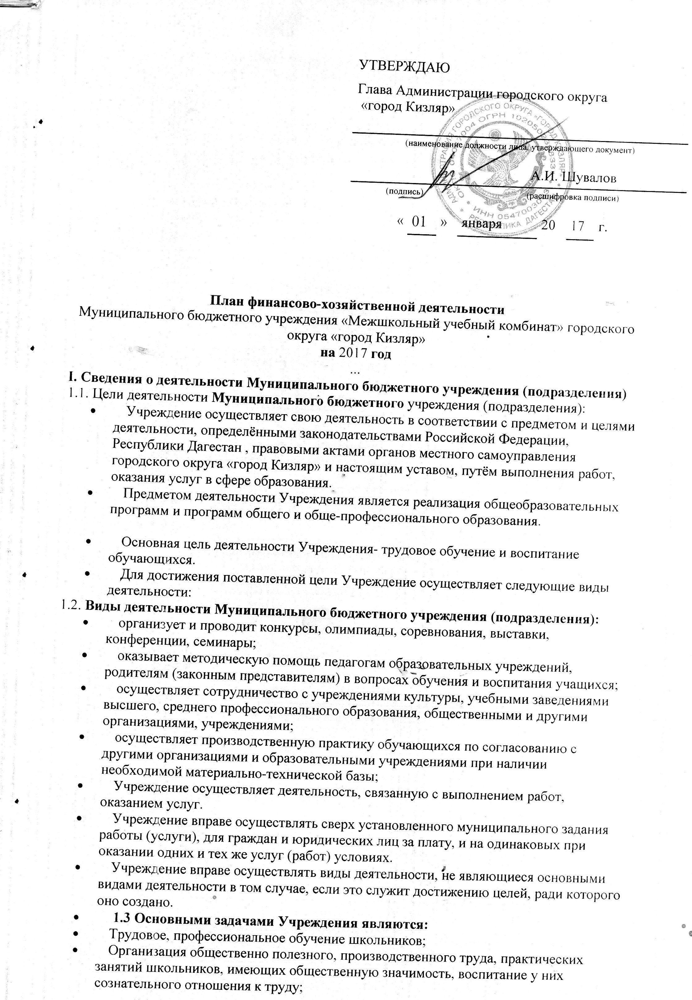 УТВЕРЖДАЮ
Глава Администрации городского округа
«город Кизляр»
(наименование должности лица, утверждающего документ)
А.И. Шувалов
(подпись) (расшифровка подписи)
« 01 » января 20 17 г.
План финансово-хозяйственной деятельности
Муниципального бюджетного учреждения «Межшкольный учебный комбинат» городского
округа «город Кизляр»
на 2017 год
...
I. Сведения о деятельности Муниципального бюджетного учреждения (подразделения)
1.1. Цели деятельности Муниципального бюджетного учреждения (подразделения):
• Учреждение осуществляет свою деятельность в соответствии с предметом и целями
деятельности, определёнными законодательствами Российской Федерации,
Республики Дагестан , правовыми актами органов местного самоуправления
городского округа «город Кизляр» и настоящим уставом, путём выполнения работ,
оказания услуг в сфере образования.
• Предметом деятельности Учреждения является реализация общеобразовательных
программ и программ общего и обще-профессионального образования.
• Основная цель деятельности Учреждения- трудовое обучение и воспитание
обучающихся.
• Для достижения поставленной цели Учреждение осуществляет следующие виды
деятельности:
1.2. Виды деятельности Муниципального бюджетного учреждения (подразделения):
• организует и проводит конкурсы, олимпиады, соревнования, выставки,
конференции, семинары;
• оказывает методическую помощь педагогам образовательных учреждений,
родителям (законным представителям) в вопросах обучения и воспитания учащихся;
• осуществляет сотрудничество с учреждениями культуры, учебными заведениями
высшего, среднего профессионального образования, общественными и другими
организациями, учреждениями;
• осуществляет производственную практику обучающихся по согласованию с
другими организациями и образовательными учреждениями при наличии
необходимой материально-технической базы;
• Учреждение осуществляет деятельность, связанную с выполнением работ,
оказанием услуг.
• Учреждение вправе осуществлять сверх установленного муниципального задания
работы (услуги), для граждан и юридических лиц за плату, и на одинаковых при
оказании одних и тех же услуг (работ) условиях.
• Учреждение вправе осуществлять виды деятельности, не являющиеся основными
видами деятельности в том случае, если это служит достижению целей, ради которого
оно создано.
• 1.3 Основными задачами Учреждения являются:
• Трудовое, профессиональное обучение школьников;
• Организация общественно полезного, производственного труда, практических
занятий школьников, имеющих общественную значимость, воспитание у них
сознательного отношения к труду;